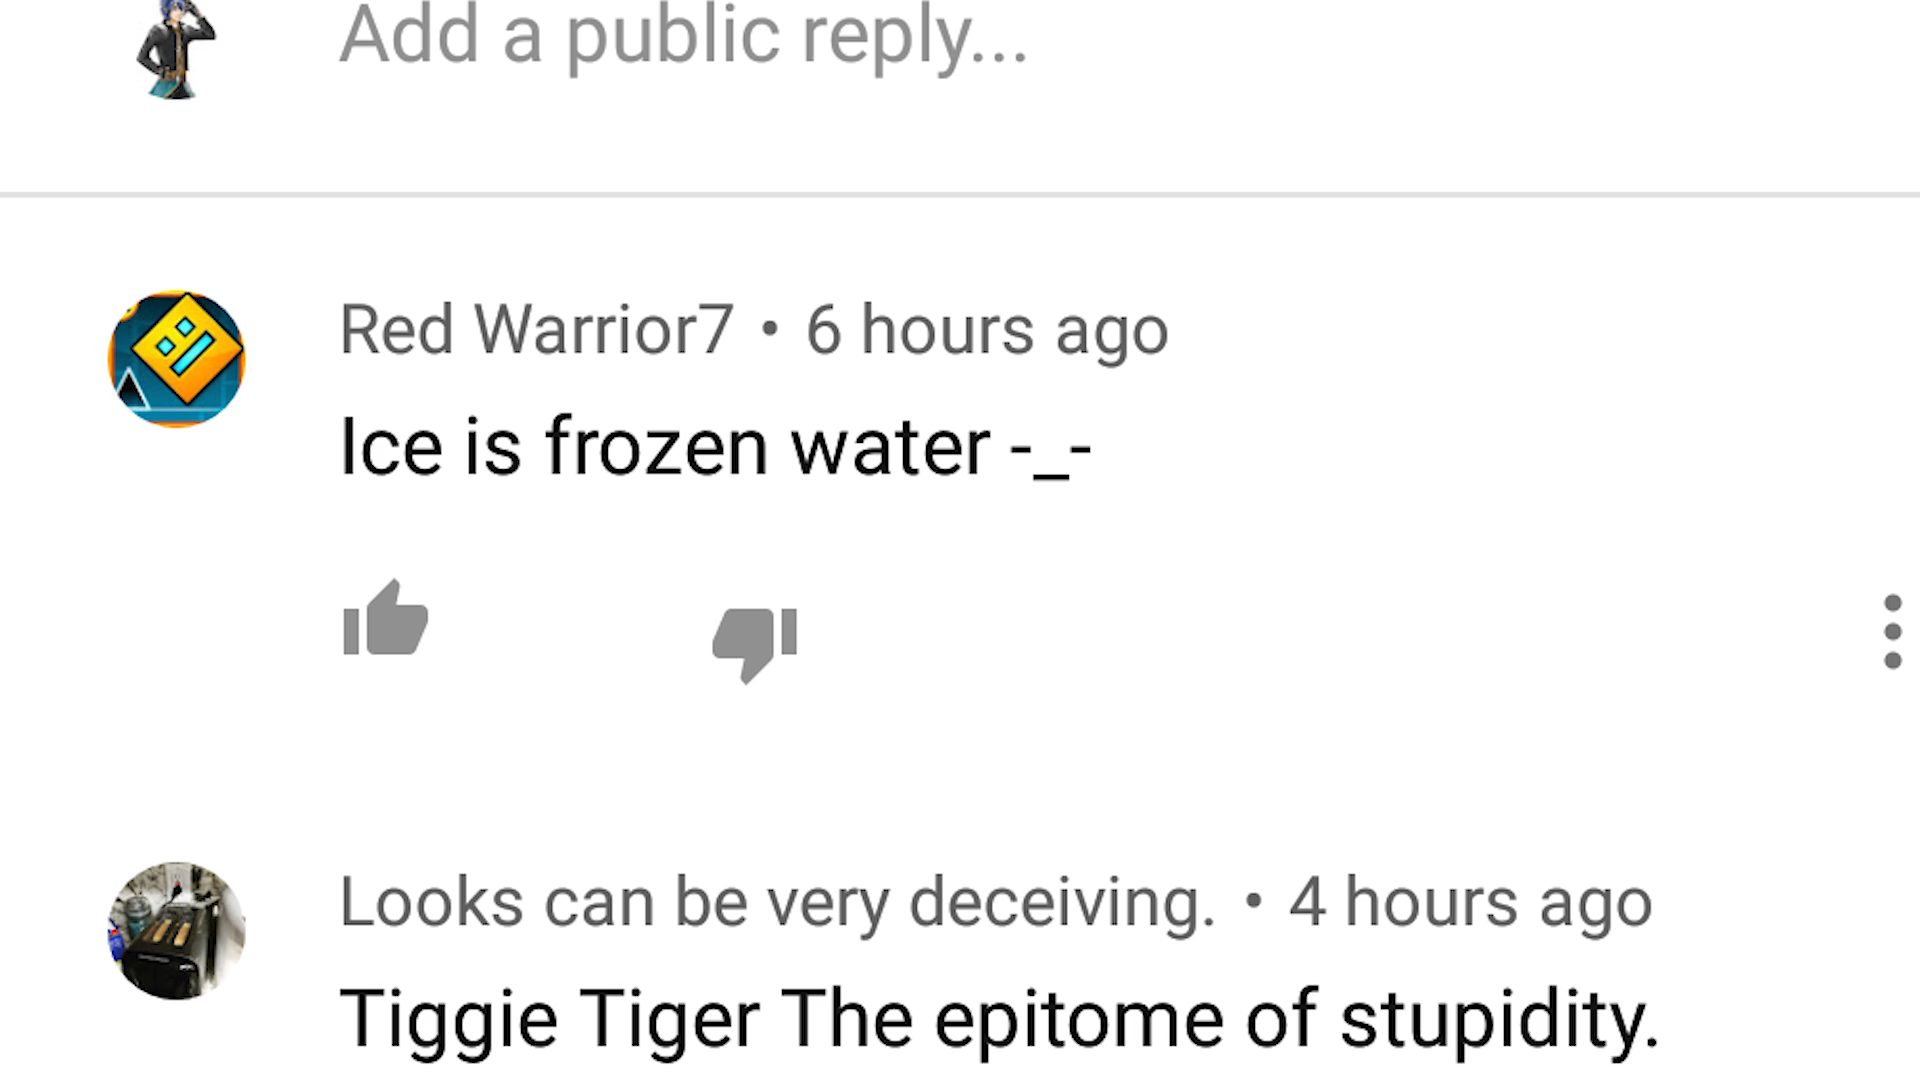 Add a public reply...
Red Warrior7 • 6 hours ago
Ice is frozen water -_-
Looks can be very deceiving. • 4 hours ago
Tiggie Tiger The epitome of stupidity.